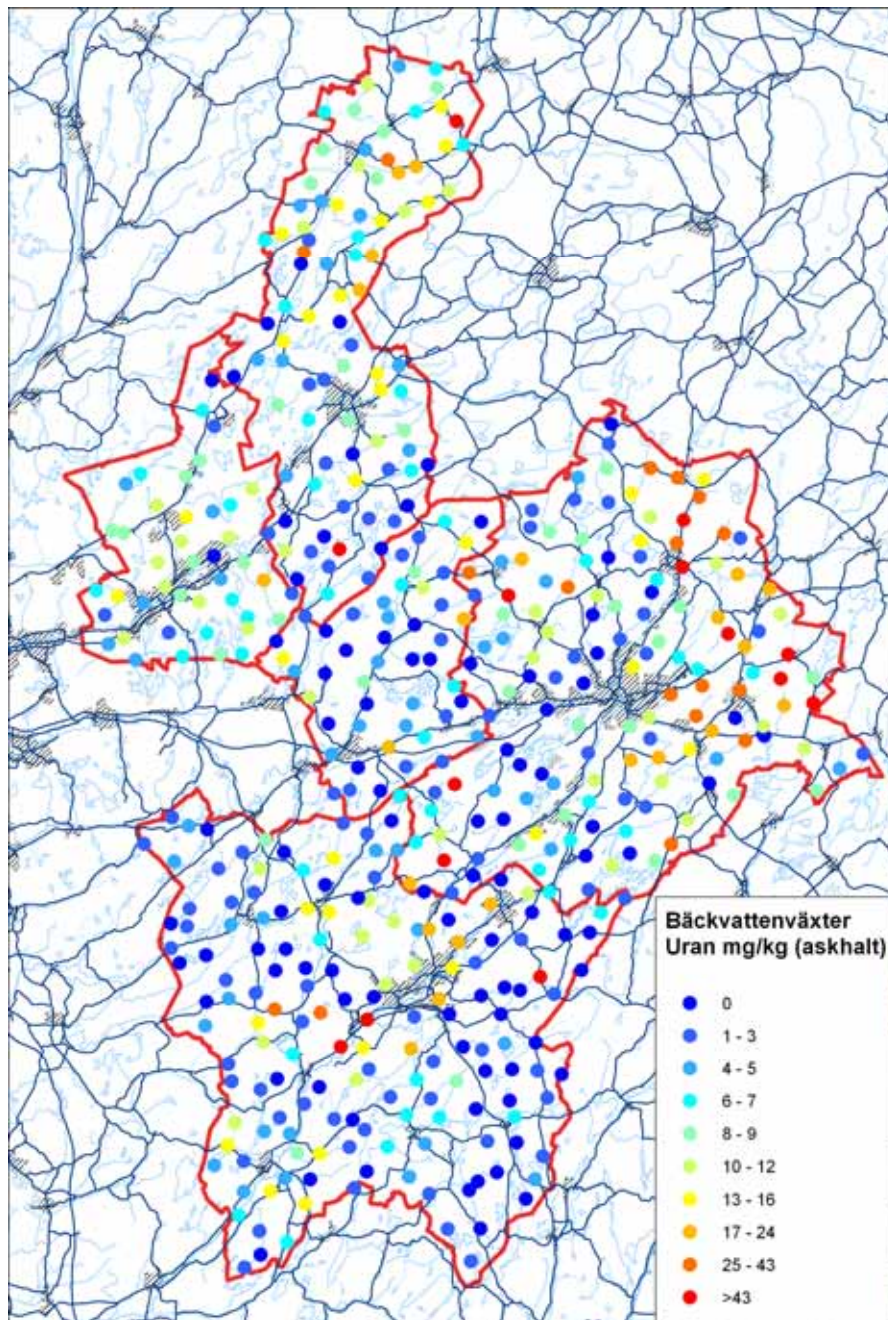 Bäckvattenväxter
Uran mg/kg (askhalt)
0
1 - 3
4 - 5
6 - 7
8 - 9
10 - 12
13 - 16
17 - 24
25 - 43
>43